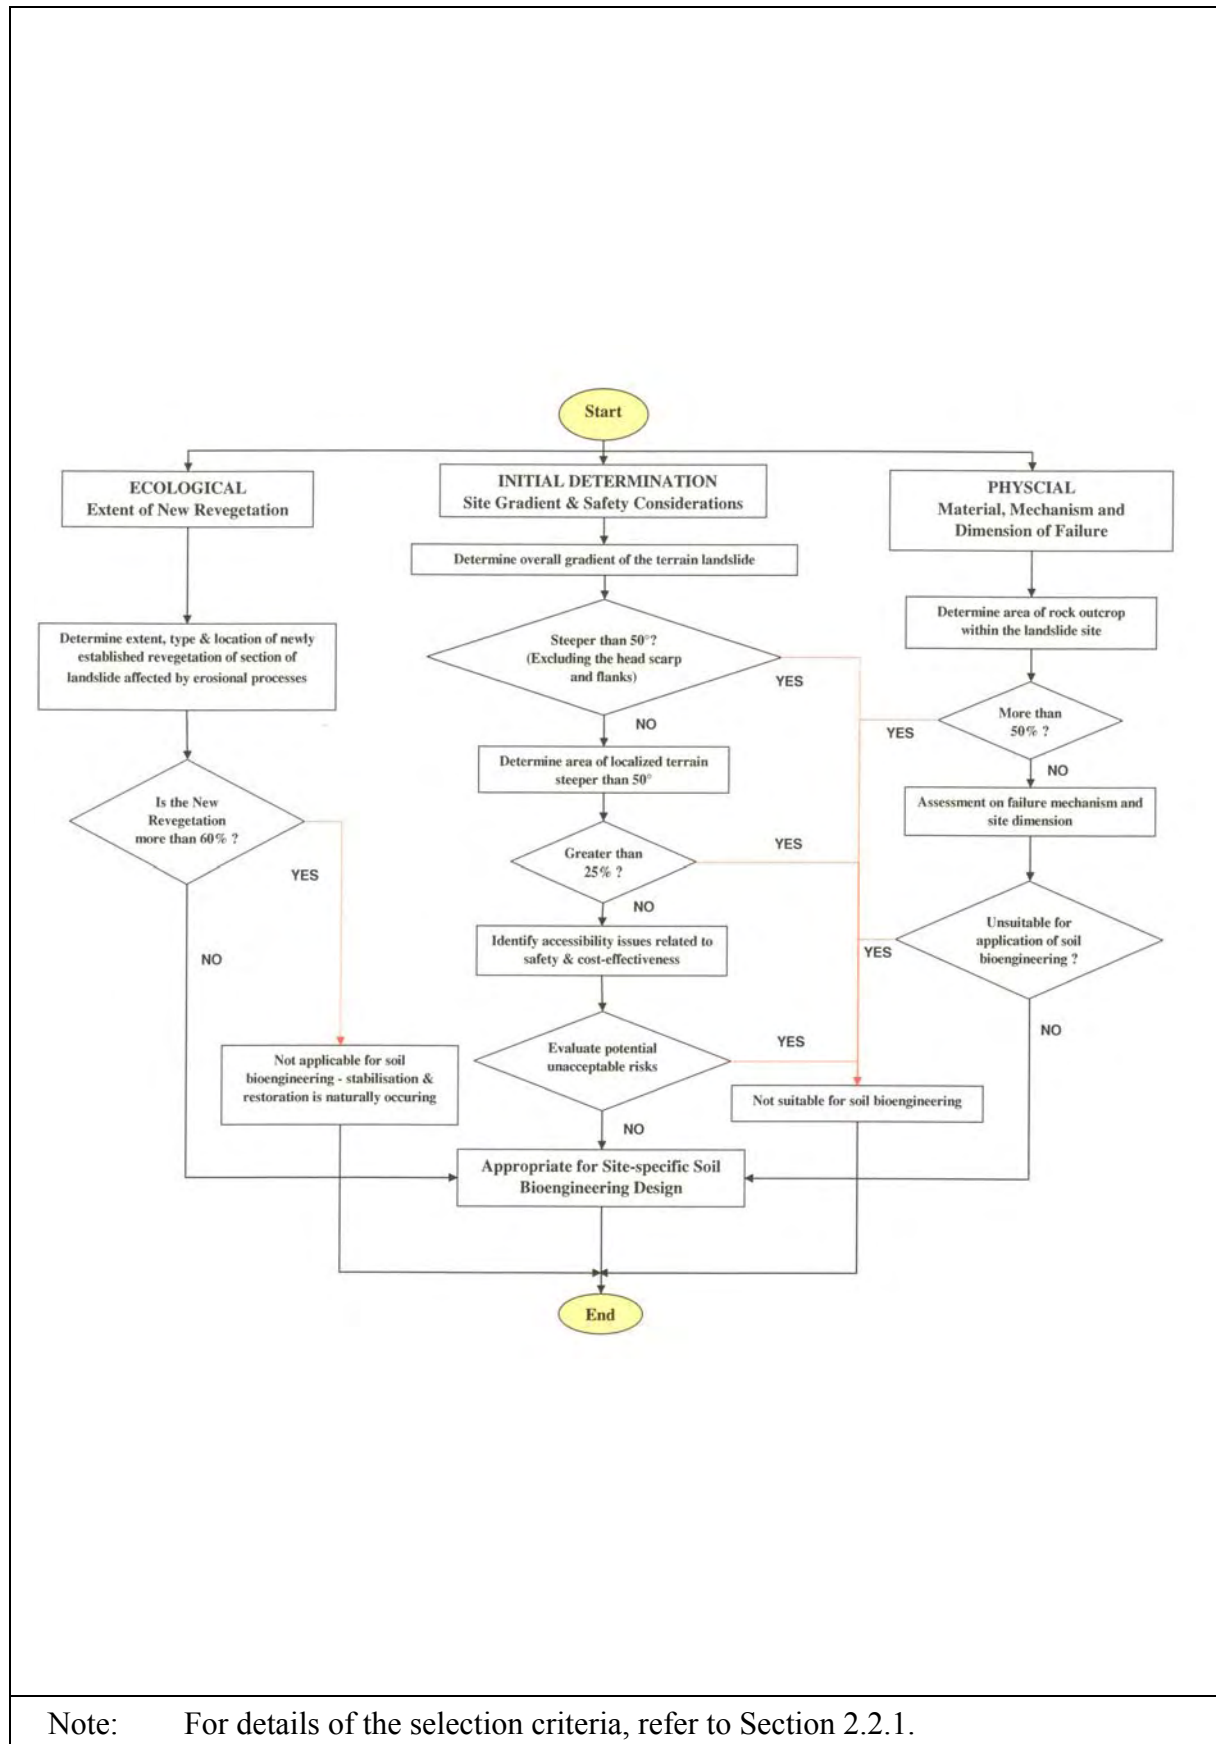 Start
ECOLOGICAL
Extent of New Revegetation
INITIAL DETERMINATION
Site Gradient & Safety Considerations
PHYSCIAL
Material, Mechanism and
Dimension of Failure
Determine overall gradient of the terrain landslide
Determine area of rock outcrop
within the landslide site
Determine extent, type & location of newly
established revegetation of section of
landslide affected by erosional processes
Steeper than 50°?
(Excluding the head scarp
and flanks)
YES
NO
More than
50% ?
YES
NO
Determine area of localized terrain
steeper than 50°
Is the New
Revegetation
more than 60% ?
YES
NO
Assessment on failure mechanism and
site dimension
Greater than
25% ?
YES
NO
Unsuitable for
application of soil
bioengineering ?
YES
NO
Identify accessibility issues related to
safety & cost-effectiveness
Evaluate potential
unacceptable risks
YES
NO
Not applicable for soil
bioengineering - stabilisation &
restoration is naturally occuring
Not suitable for soil bioengineering
Appropriate for Site-specific Soil
Bioengineering Design
End
Note: For details of the selection criteria, refer to Section 2.2.1.